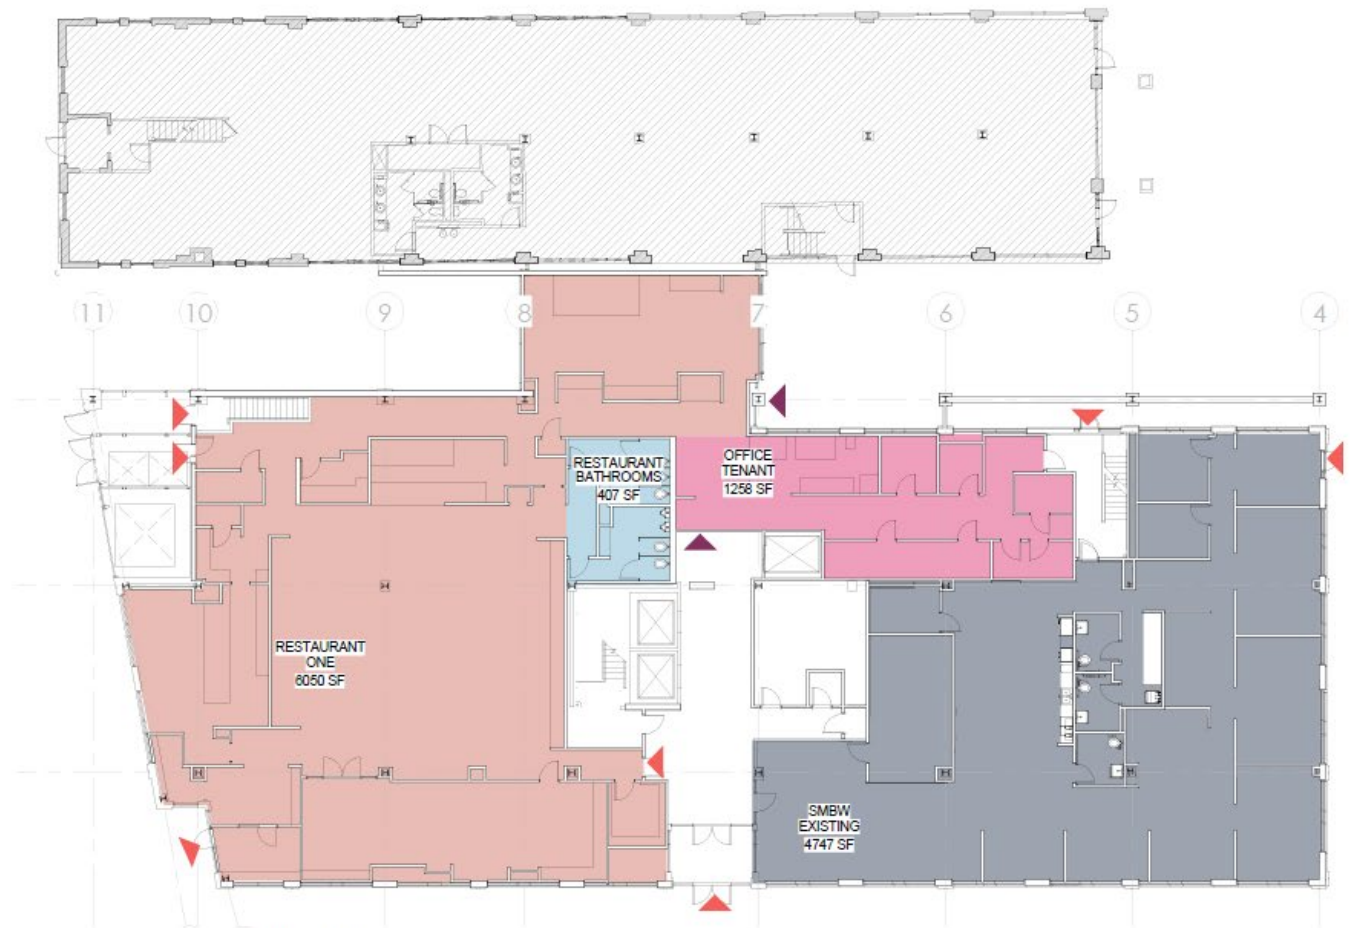 11
10
9
8
7
6
5
4
RESTAURANT
BATHROOMS
407 SF
OFFICE
TENANT
1258 SF
RESTAURANT
ONE
6050 SF
SMBW
EXISTING
4747 SF